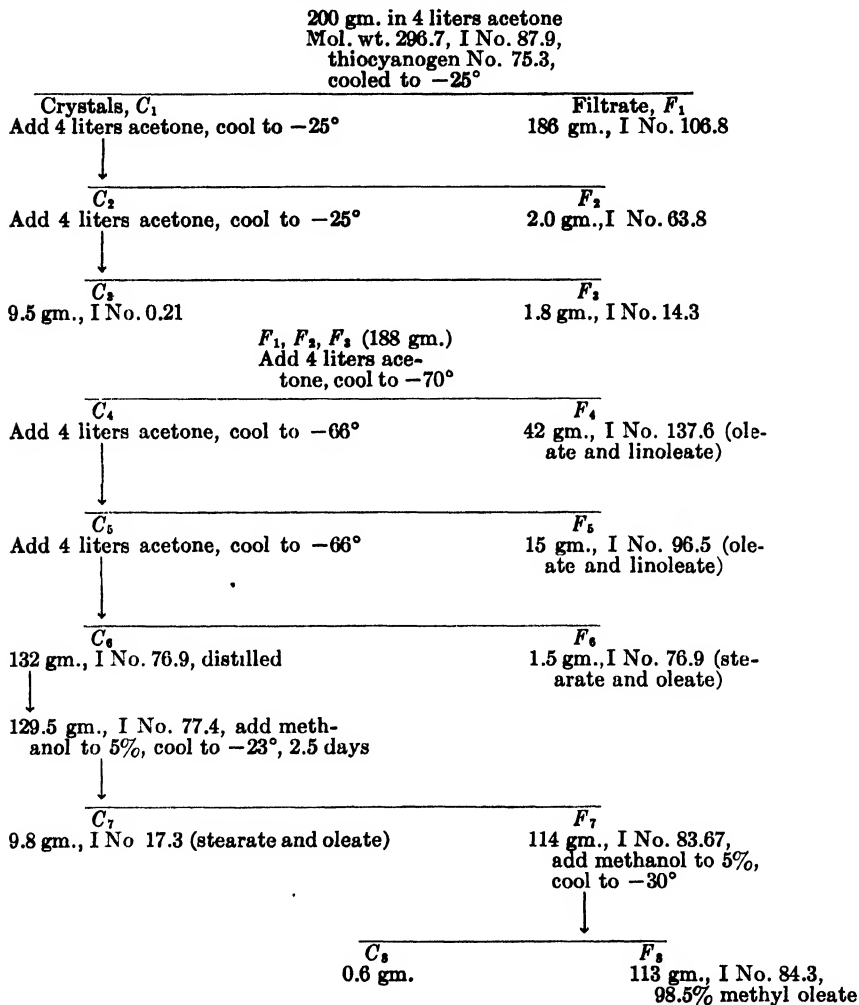 200 gm. in 4 liters acetone
Mol. wt. 296.7, I No. 87.9,
thiocyanogen No. 75.3,
cooled to −25°
Crystals, C₁ Filtrate, F₁
Add 4 liters acetone, cool to −25° 186 gm., I No. 106.8
C₂ F₂
Add 4 liters acetone, cool to −25° 2.0 gm.,I No. 63.8
C₃ F₃
9.5 gm., I No. 0.21 1.8 gm., I No. 14.3
F₁, F₂, F₃ (188 gm.)
Add 4 liters ace-
tone, cool to −70°
C₄ F₄
Add 4 liters acetone, cool to −66° 42 gm., I No. 137.6 (ole-
ate and linoleate)
C₅ F₅
Add 4 liters acetone, cool to −66° 15 gm., I No. 96.5 (ole-
ate and linoleate)
C₆ F₆
132 gm., I No. 76.9, distilled 1.5 gm.,I No. 76.9 (ste-
arate and oleate)
129.5 gm., I No. 77.4, add meth-
anol to 5%, cool to −23°, 2.5 days
C₇ F₇
9.8 gm., I No 17.3 (stearate and oleate) 114 gm., I No. 83.67,
add methanol to 5%,
cool to −30°
C₈ F₈
0.6 gm. 113 gm., I No. 84.3,
98.5% methyl oleate